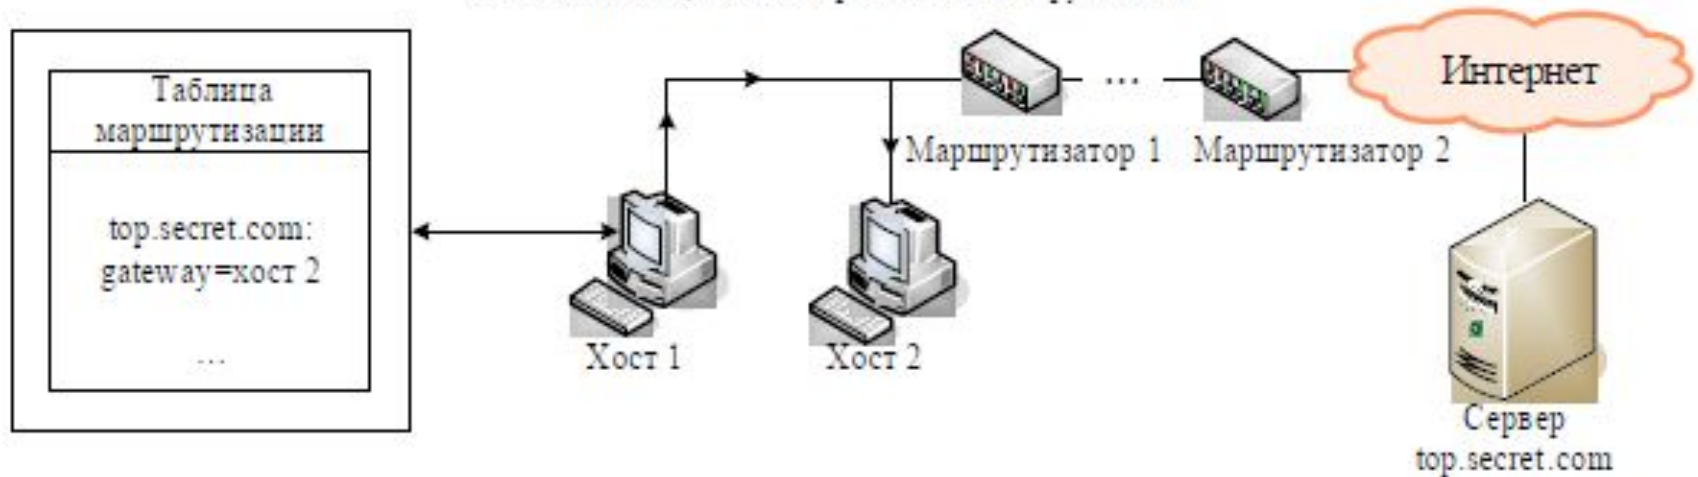 Таблица
маршрутизации
top.secret.com:
gateway=хост 2
...
Хост 1
Хост 2
...
Маршрутизатор 1
Маршрутизатор 2
Интернет
Сервер
top.secret.com